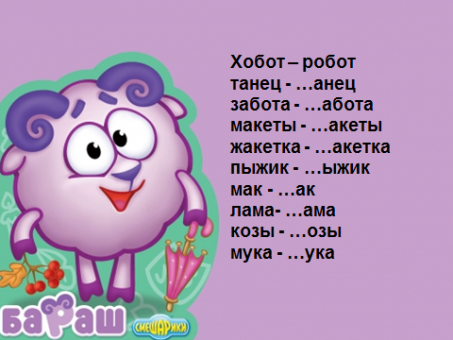 Хобот – робот
танец - …анец
забота - …абота
макеты - …акеты
жакетка - …акетка
пыжик - …ыжик
мак - …ак
лама- …ама
козы - …озы
мука - …ука
бараш
СМЕШАРИКИ